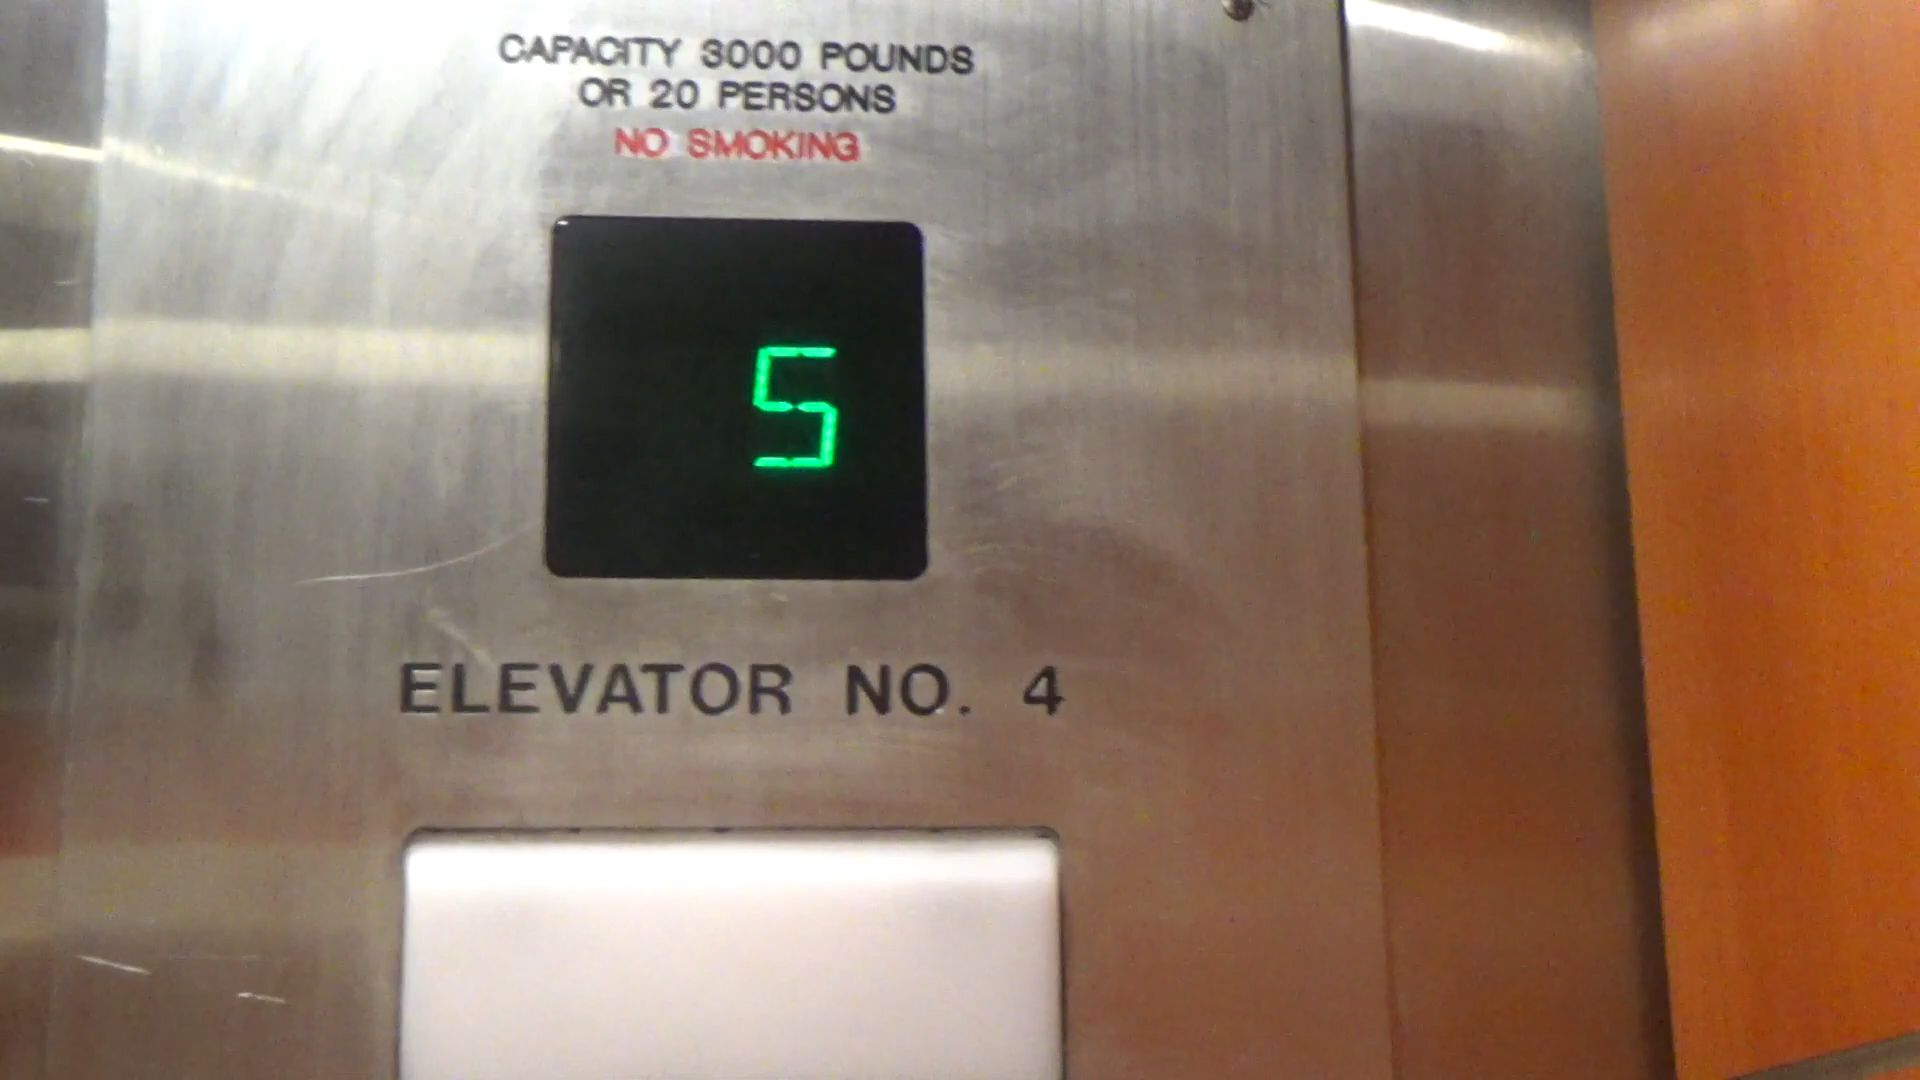 CAPACITY 3000 POUNDS
OR 20 PERSONS
NO SMOKING
5
ELEVATOR NO. 4